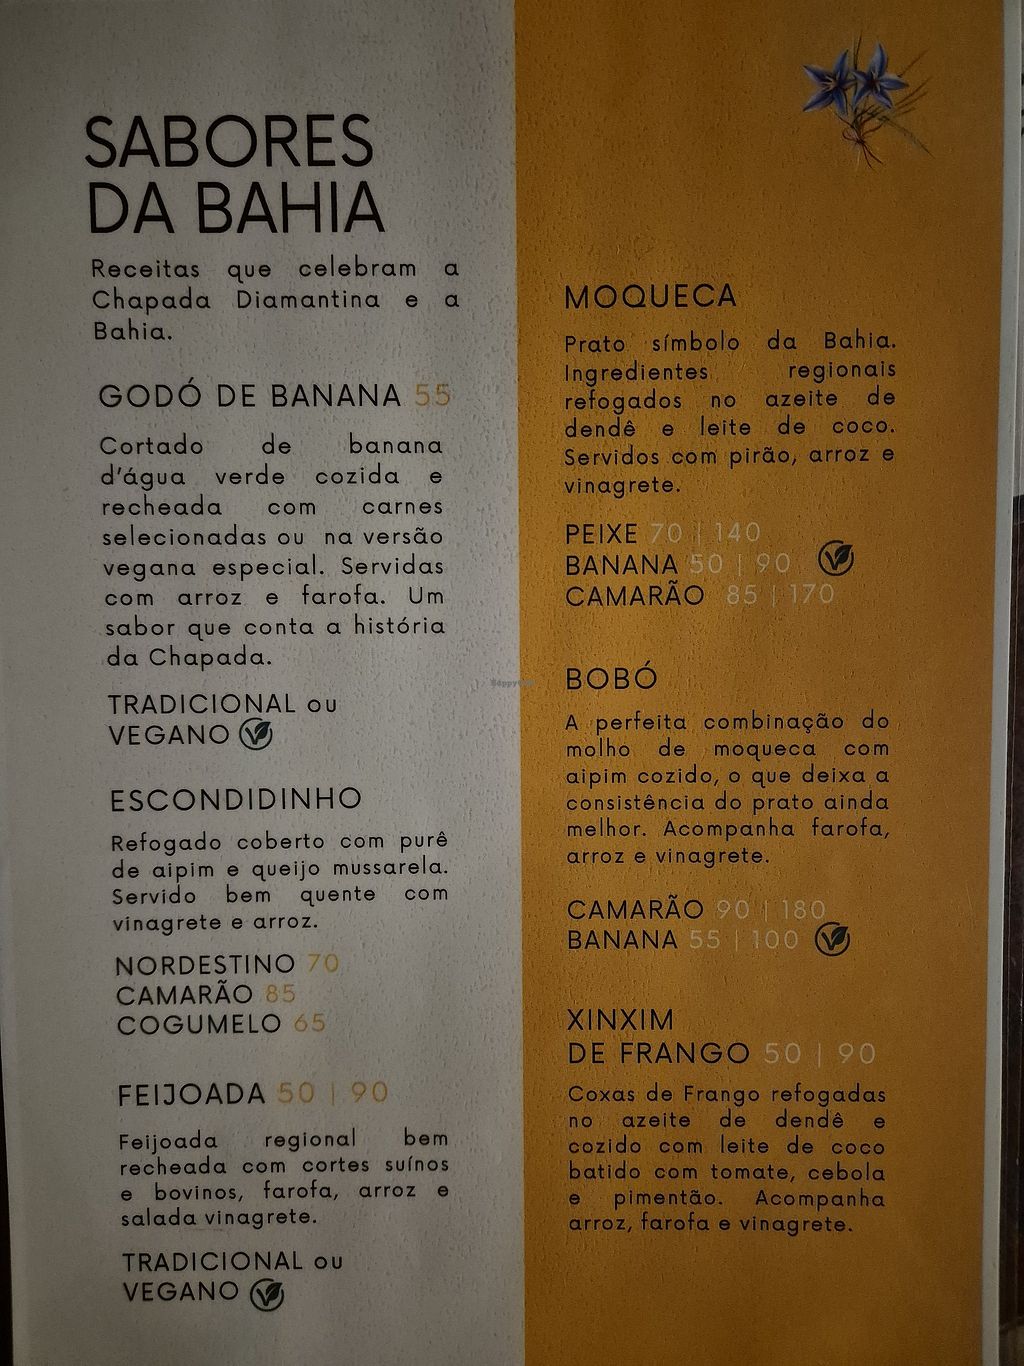 SABORES
DA BAHIA
Receitas que celebram a
Chapada Diamantina e a
Bahia.
GODÓ DE BANANA 55
Cortado de banana
d'água verde cozida e
recheada com carnes
selecionadas ou na versão
vegana especial. Servidas
com arroz e farofa. Um
sabor que conta a história
da Chapada.
TRADICIONAL ou
VEGANO
ESCONDIDINHO
Refogado coberto com purê
de aipim e queijo mussarela.
Servido bem quente com
vinagrete e arroz.
NORDESTINO 70
CAMARÃO 85
COGUMELO 65
FEIJOADA 50 | 90
Feijoada regional bem
recheada com cortes suínos
e bovinos, farofa, arroz e
salada vinagrete.
TRADICIONAL ou
VEGANO
MOQUECA
Prato símbolo da Bahia.
Ingredientes regionais
refogados no azeite de
dendê e leite de coco.
Servidos com pirão, arroz e
vinagrete.
PEIXE 70 | 140
BANANA 50 | 90
CAMARÃO 85 | 170
BOBÓ
A perfeita combinação do
molho de moqueca com
aipim cozido, o que deixa a
consistência do prato ainda
melhor. Acompanha farofa,
arroz e vinagrete.
CAMARÃO 90 | 180
BANANA 55 | 100
XINXIM
DE FRANGO 50 | 90
Coxas de Frango refogadas
no azeite de dendê e
cozido com leite de coco
batido com tomate, cebola
e pimentão. Acompanha
arroz, farofa e vinagrete.